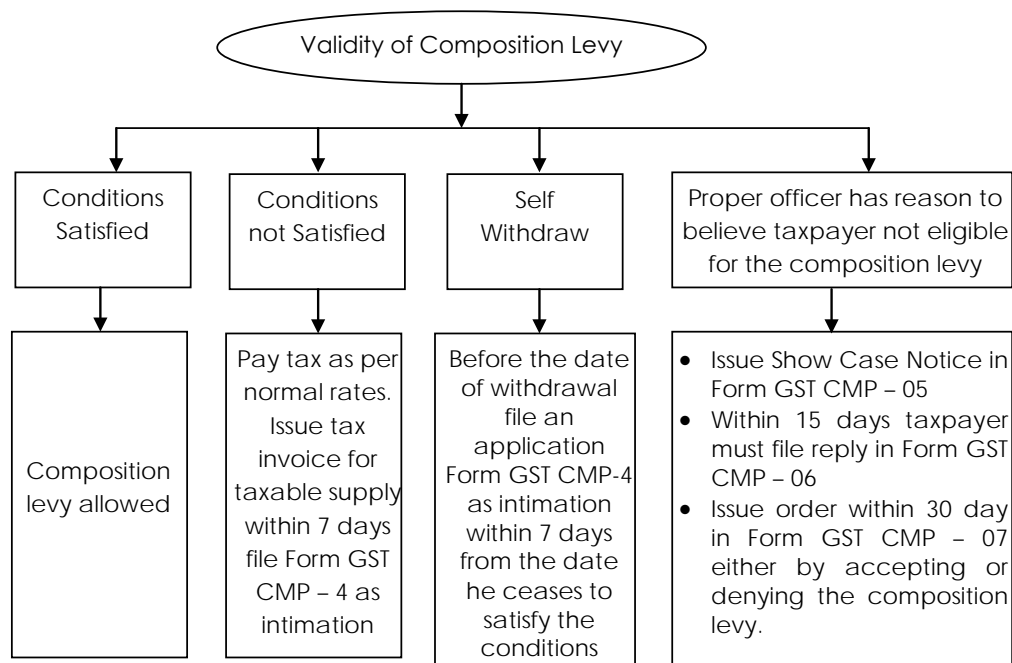 Validity of Composition Levy
Conditions
Satisfied
Conditions
not Satisfied
Self
Withdraw
Proper officer has reason to
believe taxpayer not eligible
for the composition levy
Composition
levy allowed
Pay tax as per
normal rates.
Issue tax
invoice for
taxable supply
within 7 days
file Form GST
CMP – 4 as
intimation
Before the date
of withdrawal
file an
application
Form GST CMP-4
as intimation
within 7 days
from the date
he ceases to
satisfy the
conditions
• Issue Show Case Notice in
Form GST CMP – 05
• Within 15 days taxpayer
must file reply in Form GST
CMP – 06
• Issue order within 30 day
in Form GST CMP – 07
either by accepting or
denying the composition
levy.